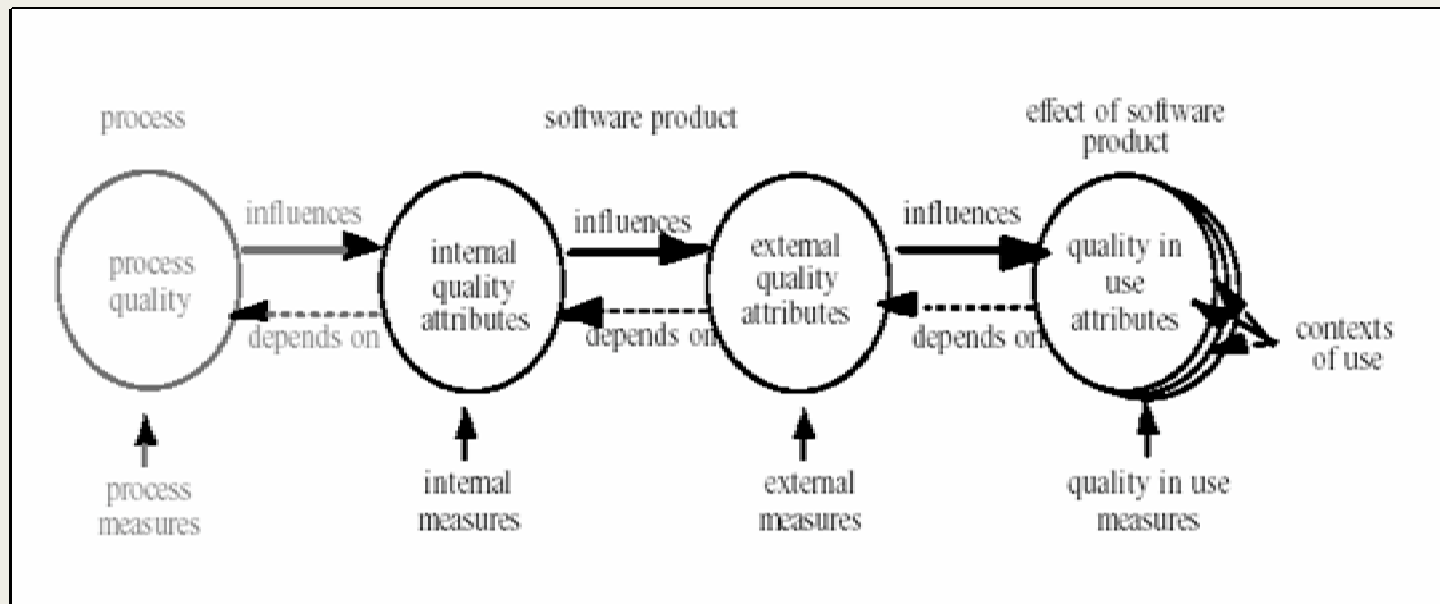 process
software product
effect of software
product
influences
influences
influences
process
quality
internal
quality
attributes
external
quality
attributes
quality in
use
attributes
depends on
depends on
depends on
contexts
of use
process
measures
internal
measures
external
measures
quality in use
measures